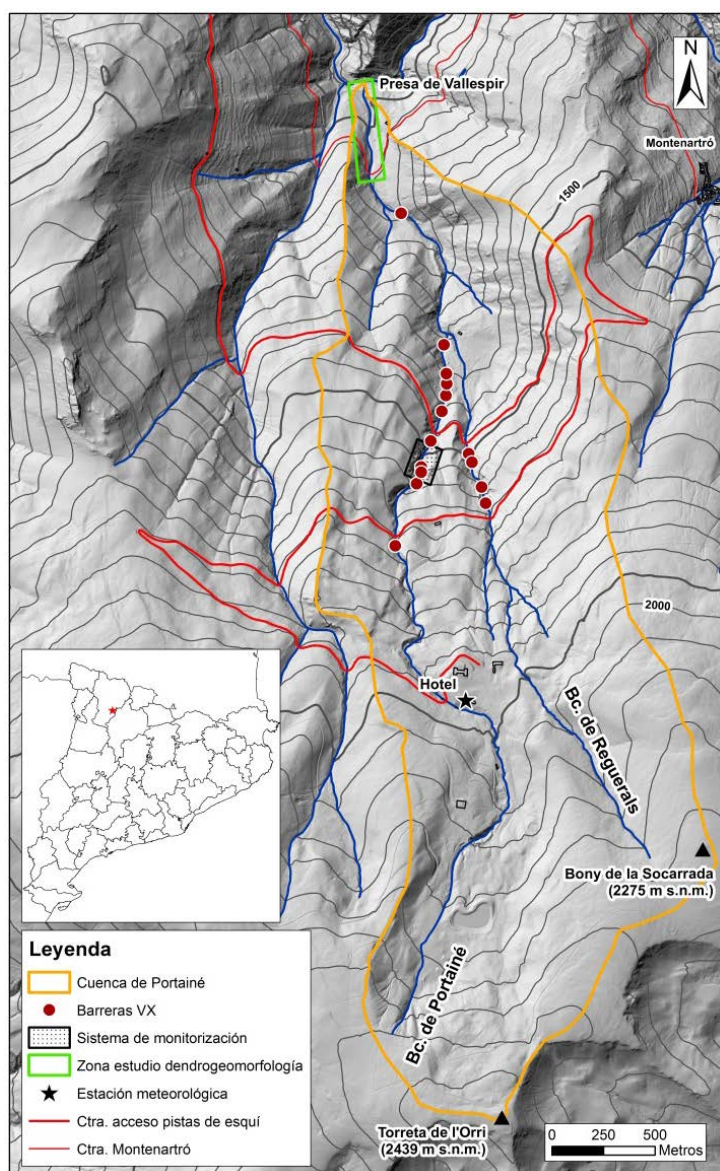 Presa de Vallespir
N
Montenartró
1500
2000
Hotel
Bc. de Reguerals
Bony de la Socarrada
(2275 m s.n.m.)
Bc. de Portainé
Torreta de l'Orri
(2439 m s.n.m.)
Leyenda
Cuenca de Portainé
Barreras VX
Sistema de monitorización
Zona estudio dendrogeomorfología
Estación meteorológica
Ctra. acceso pistas de esquí
Ctra. Montenartró
0 250 500
Metros